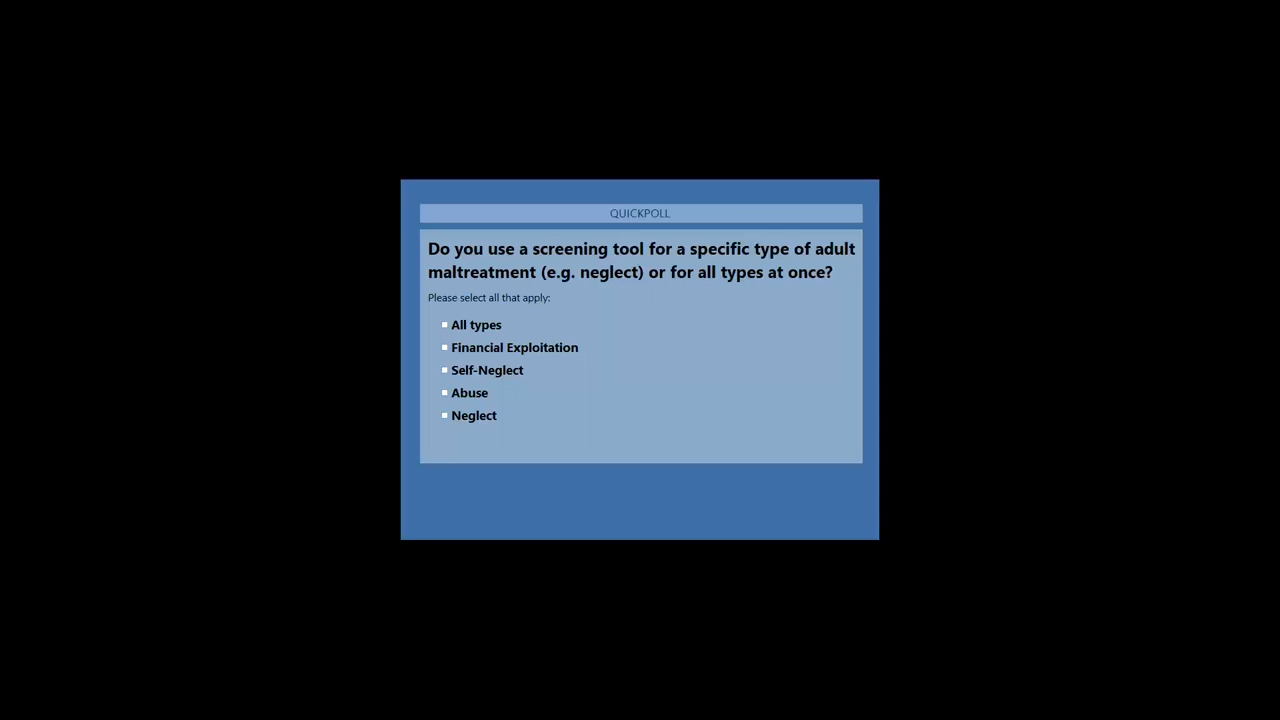 QUICKPOLL
Do you use a screening tool for a specific type of adult
maltreatment (e.g. neglect) or for all types at once?
Please select all that apply:
All types
Financial Exploitation
Self-Neglect
Abuse
Neglect